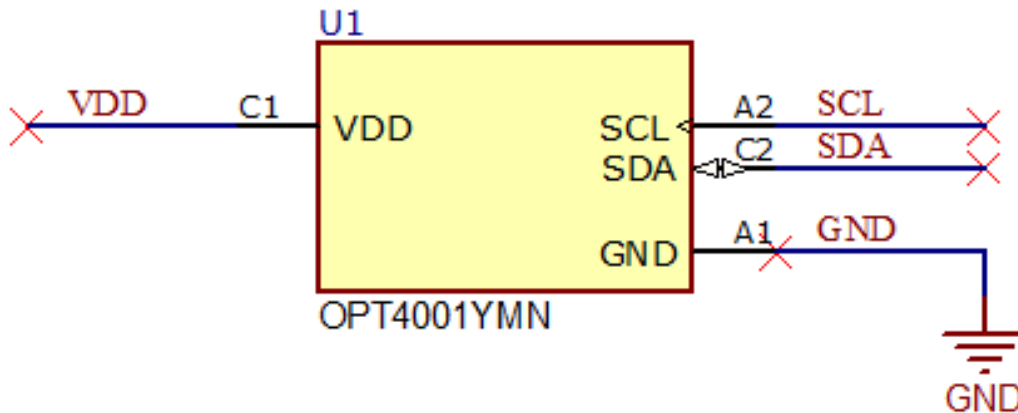 U1
VDD C1 VDD SCL A2 SCL
SDA C2 SDA
GND A1 GND
OPT4001YMN
GND